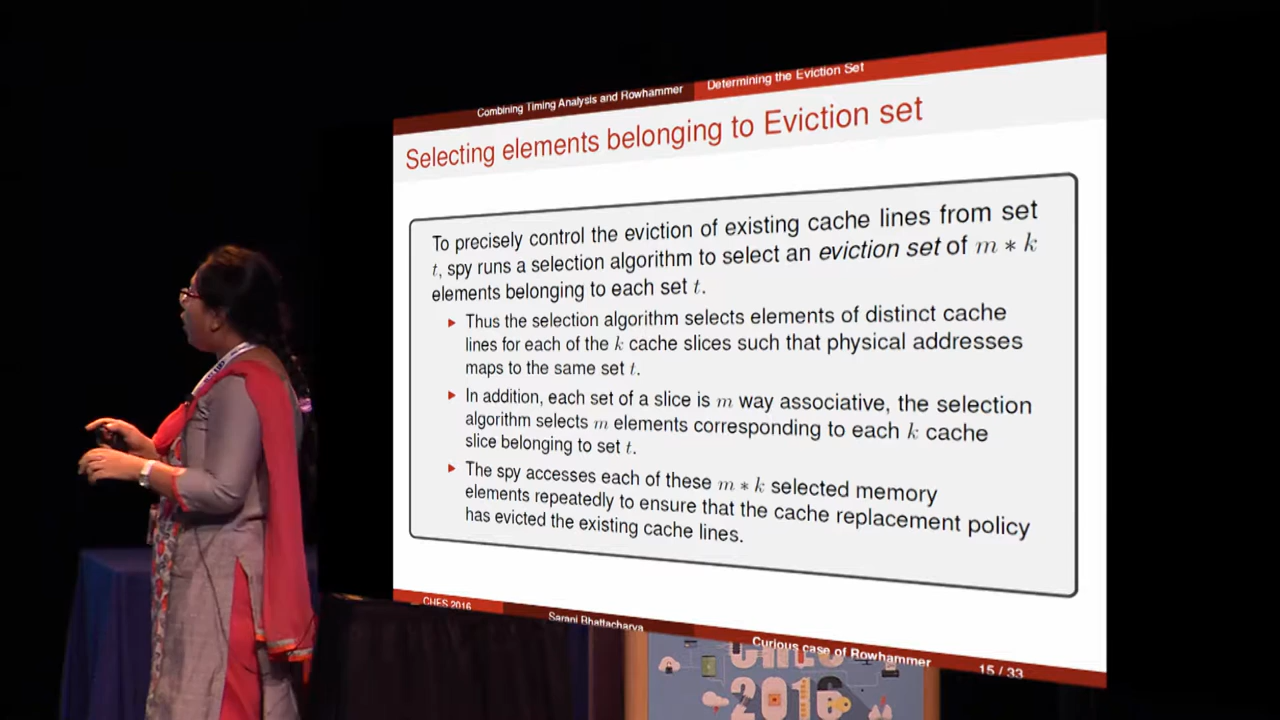 Combining Timing Analysis and Rowhammer
Determining the Eviction Set
Selecting elements belonging to Eviction set
To precisely control the eviction of existing cache lines from set
t, spy runs a selection algorithm to select an eviction set of m ∗ k
elements belonging to each set t.
Thus the selection algorithm selects elements of distinct cache
lines for each of the k cache slices such that physical addresses
maps to the same set t.
In addition, each set of a slice is m way associative, the selection
algorithm selects m elements corresponding to each k cache
slice belonging to set t.
The spy accesses each of these m ∗ k selected memory
elements repeatedly to ensure that the cache replacement policy
has evicted the existing cache lines.
CHES 2016
Sarani Bhattacharya
Curious case of Rowhammer
15 / 33
CHES
2016